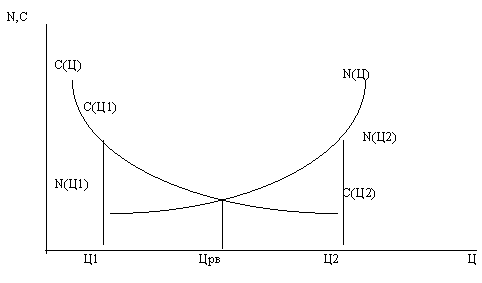 N,C
С(Ц)
N(Ц)
С(Ц1)
N(Ц2)
N(Ц1)
С(Ц2)
Ц1
Црв
Ц2
Ц